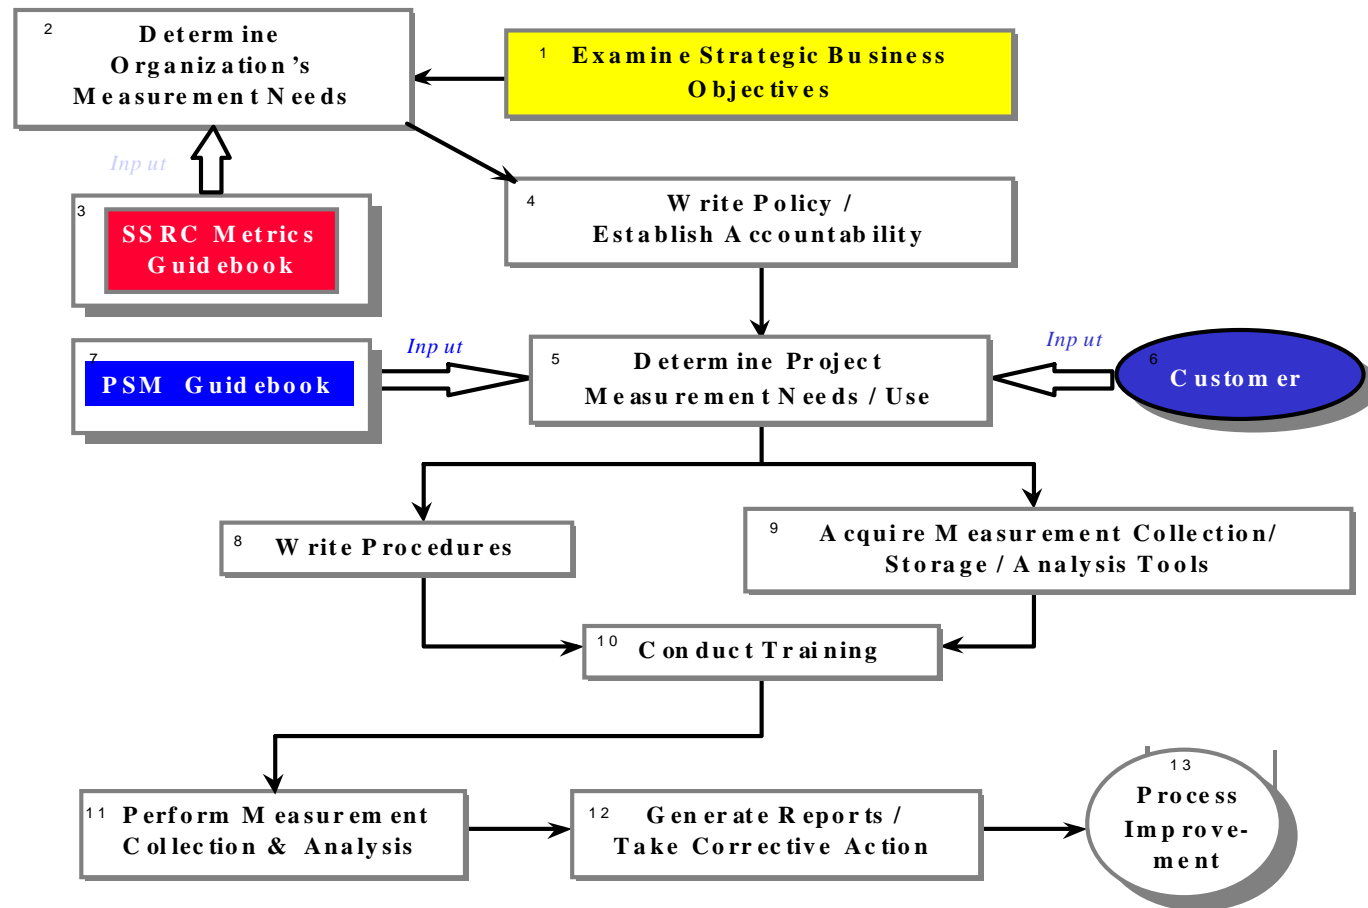 1
Examine Strategic Business
Objectives
2
Determine
Organization's
Measurement Needs
Input
3
SSRC Metrics
Guidebook
4
Write Policy /
Establish Accountability
5
Determine Project
Measurement Needs / Use
Input
6
Customer
7
PSM Guidebook
Input
8
Write Procedures
9
Acquire Measurement Collection/
Storage / Analysis Tools
10
Conduct Training
11
Perform Measurement
Collection & Analysis
12
Generate Reports /
Take Corrective Action
13
Process
Improve-
ment